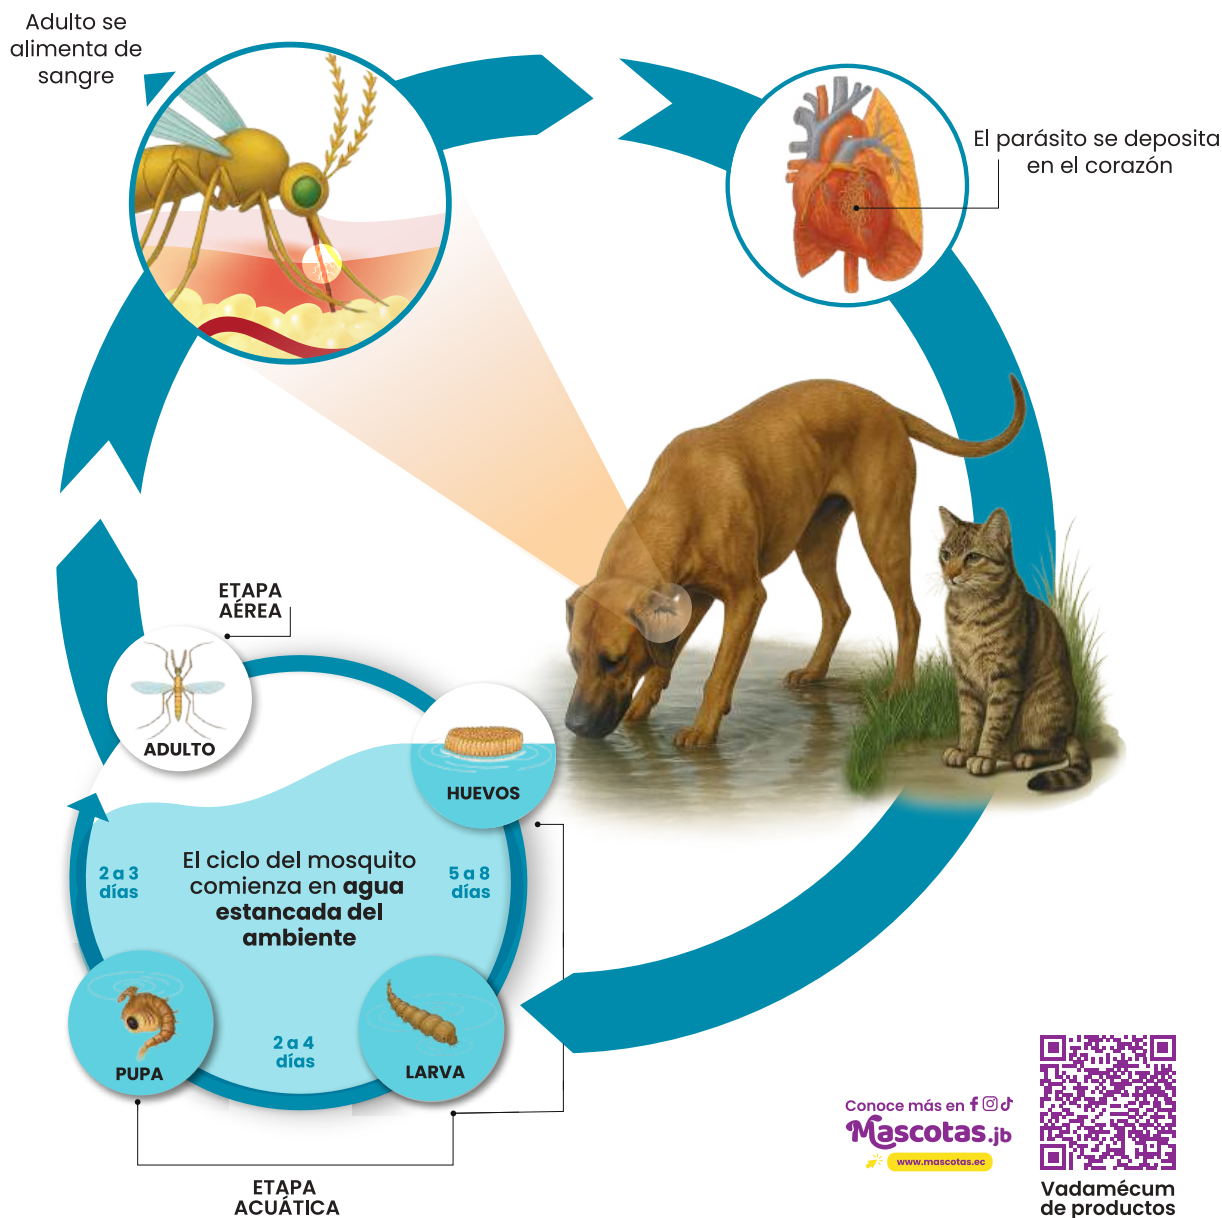 Adulto se
alimenta de
sangre
El parásito se deposita
en el corazón
ETAPA
AÉREA
ADULTO
HUEVOS
El ciclo del mosquito
comienza en agua
estancada del
ambiente
2 a 3
días
5 a 8
días
2 a 4
días
PUPA
LARVA
ETAPA
ACUÁTICA
Conoce más en
Mascotas.jb
www.mascotas.ec
Vadamécum
de productos